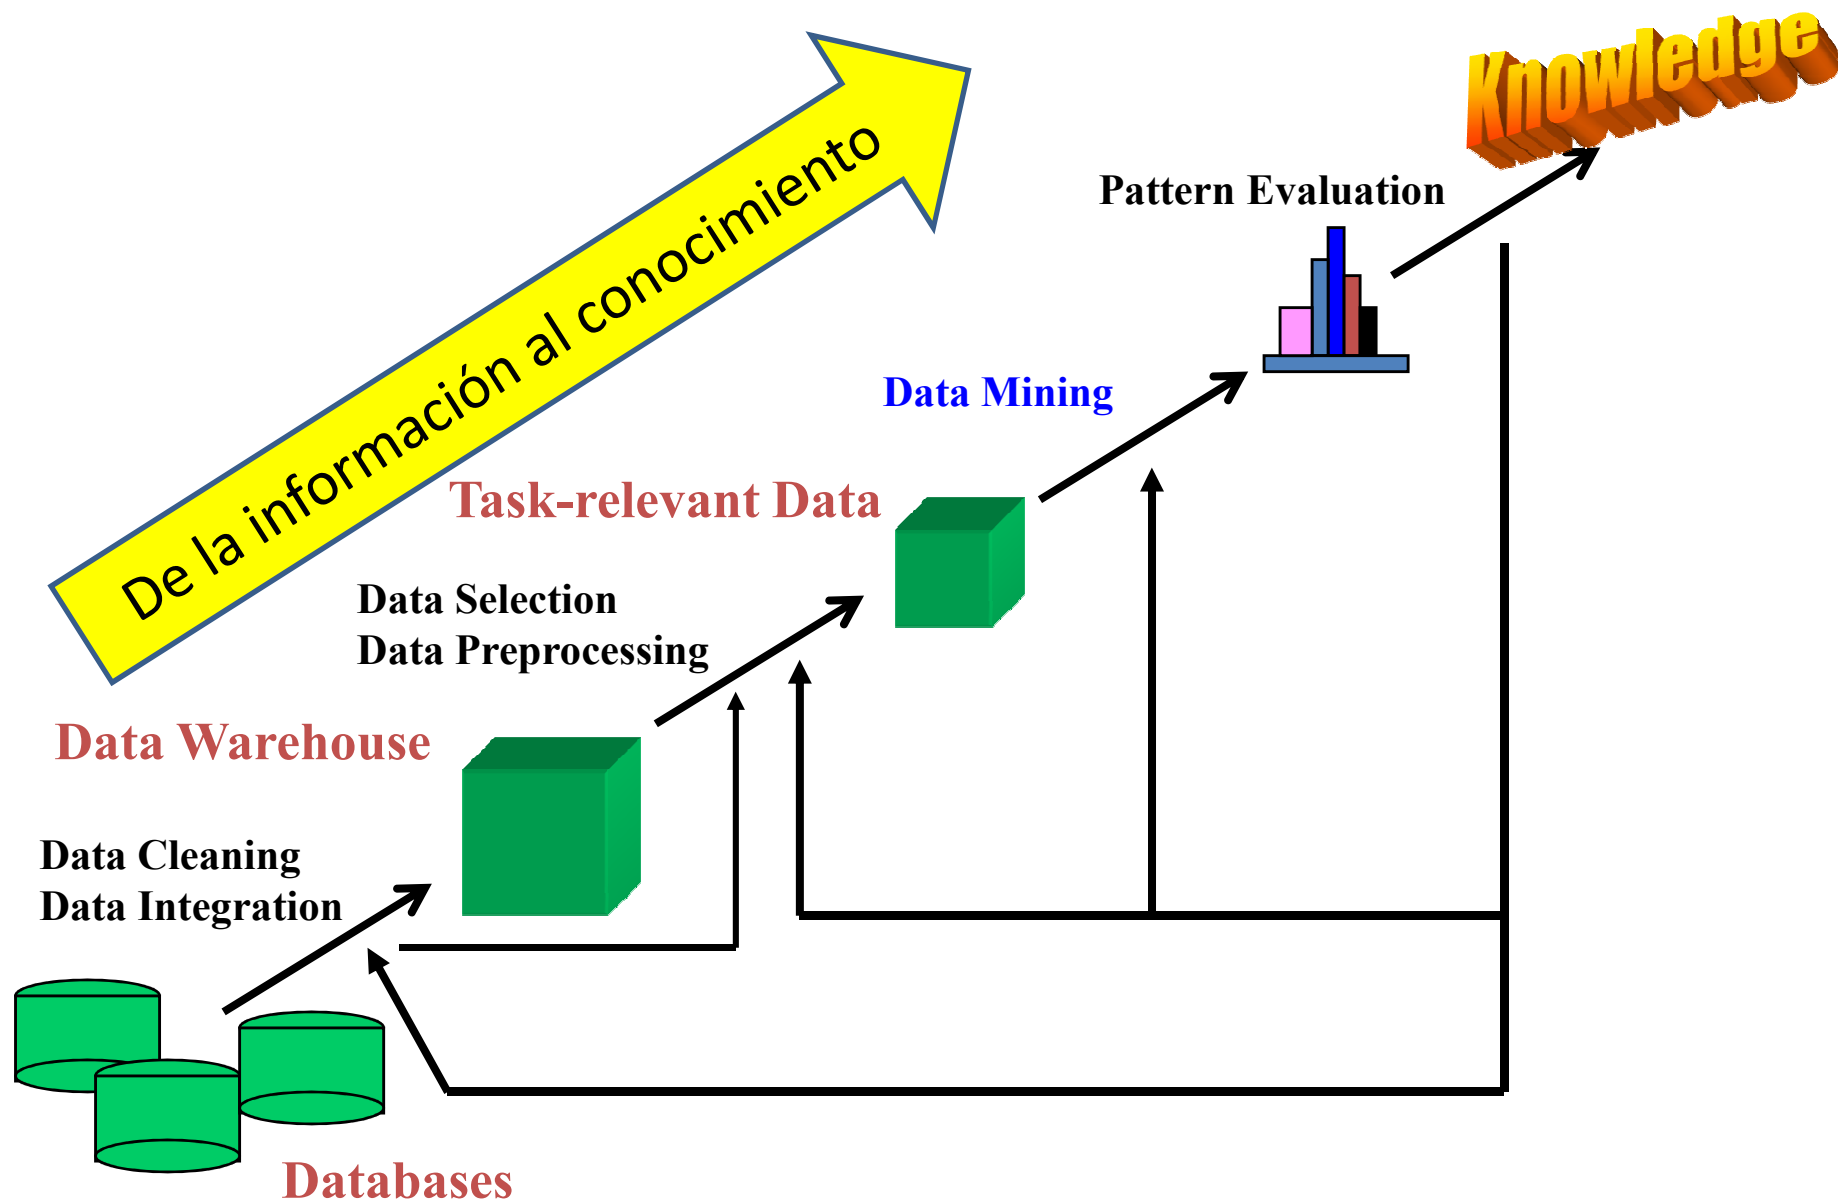 Knowledge
De la información al conocimiento
Pattern Evaluation
Data Mining
Task-relevant Data
Data Selection
Data Preprocessing
Data Warehouse
Data Cleaning
Data Integration
Databases